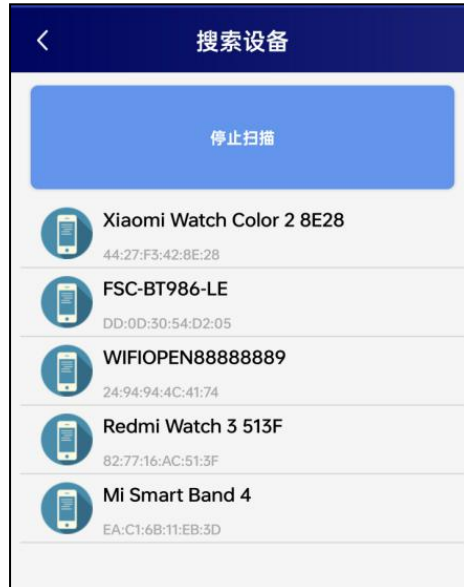 搜索设备
停止扫描
Xiaomi Watch Color 2 8E28
44:27:F3:42:8E:28
FSC-BT986-LE
DD:0D:30:54:D2:05
WIFIOPEN88888889
24:94:94:4C:41:74
Redmi Watch 3 513F
82:77:16:AC:51:3F
Mi Smart Band 4
EA:C1:6B:11:EB:3D